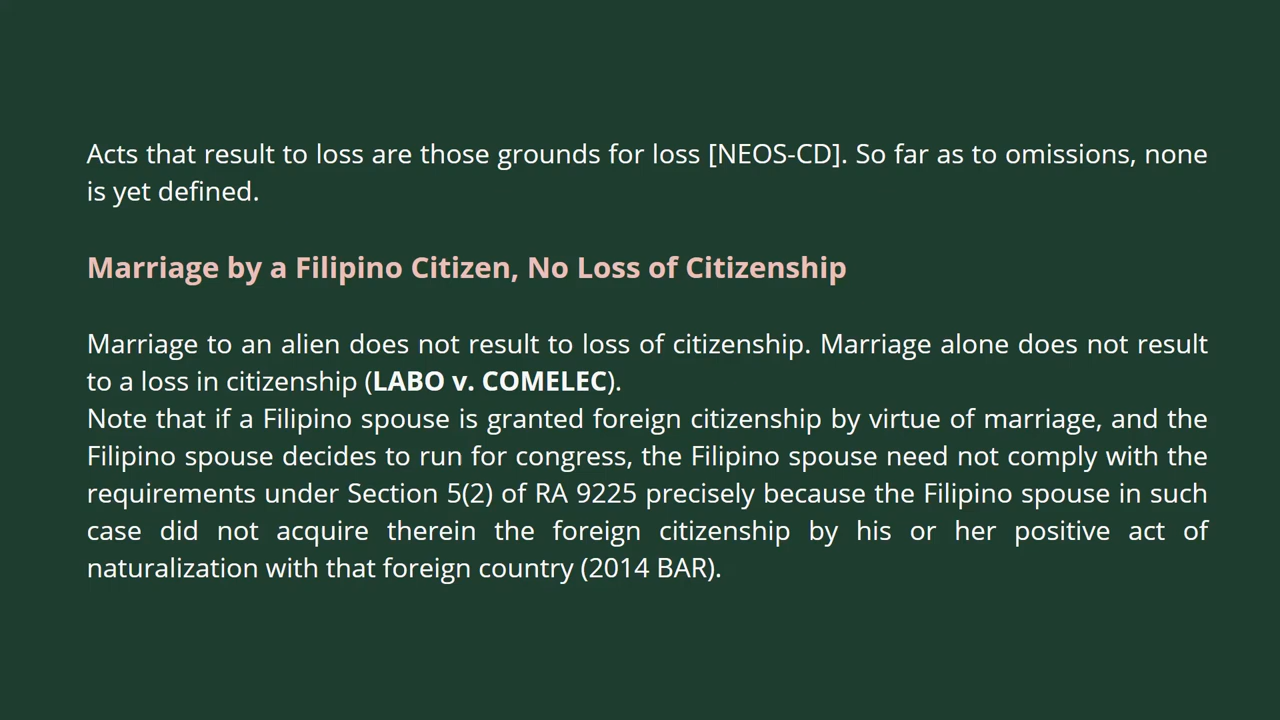 Acts that result to loss are those grounds for loss [NEOS-CD]. So far as to omissions, none
is yet defined.
Marriage by a Filipino Citizen, No Loss of Citizenship
Marriage to an alien does not result to loss of citizenship. Marriage alone does not result
to a loss in citizenship (LABO v. COMELEC).
Note that if a Filipino spouse is granted foreign citizenship by virtue of marriage, and the
Filipino spouse decides to run for congress, the Filipino spouse need not comply with the
requirements under Section 5(2) of RA 9225 precisely because the Filipino spouse in such
case did not acquire therein the foreign citizenship by his or her positive act of
naturalization with that foreign country (2014 BAR).